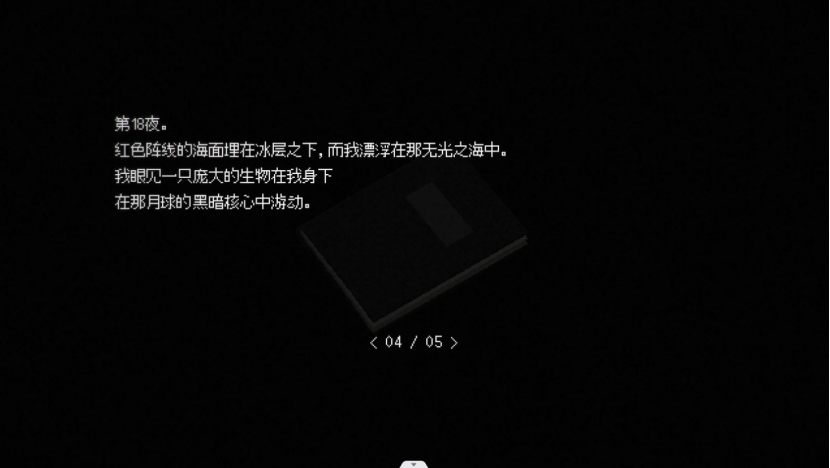 第18夜。
红色阵线的海面埋在冰层之下，而我漂浮在那无光之海中。
我眼见一只庞大的生物在我身下
在那月球的黑暗核心中游动。
< 04 / 05 >